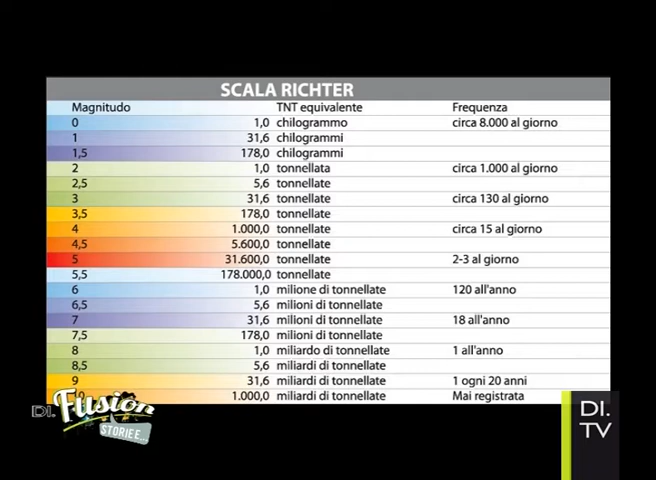 SCALA RICHTER
Magnitudo TNT equivalente Frequenza
0 1,0 chilogrammo circa 8.000 al giorno
1 31,6 chilogrammi
1,5 178,0 chilogrammi
2 1,0 tonnellata circa 1.000 al giorno
2,5 5,6 tonnellate
3 31,6 tonnellate circa 130 al giorno
3,5 178,0 tonnellate
4 1.000,0 tonnellate circa 15 al giorno
4,5 5.600,0 tonnellate
5 31.600,0 tonnellate 2-3 al giorno
5,5 178.000,0 tonnellate
6 1,0 milione di tonnellate 120 all'anno
6,5 5,6 milioni di tonnellate
7 31,6 milioni di tonnellate 18 all'anno
7,5 178,0 milioni di tonnellate
8 1,0 miliardo di tonnellate 1 all'anno
8,5 5,6 miliardi di tonnellate
9 31,6 miliardi di tonnellate 1 ogni 20 anni
1.000,0 miliardi di tonnellate Mai registrata
DI. Fusion
STORIE E...
DI.
TV